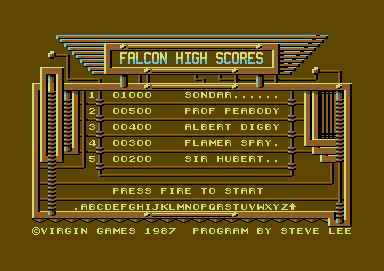 FALCON HIGH SCORES
1 01000 SONDAR......
2 00500 PROF PEABODY
3 00400 ALBERT DIGBY
4 00300 FLAMER SPRY.
5 00200 SIR HUBERT..
PRESS FIRE TO START
.ABCDEFGHIJKLMNOPQRSTUVWXYZ↑
©VIRGIN GAMES 1987 PROGRAM BY STEVE LEE